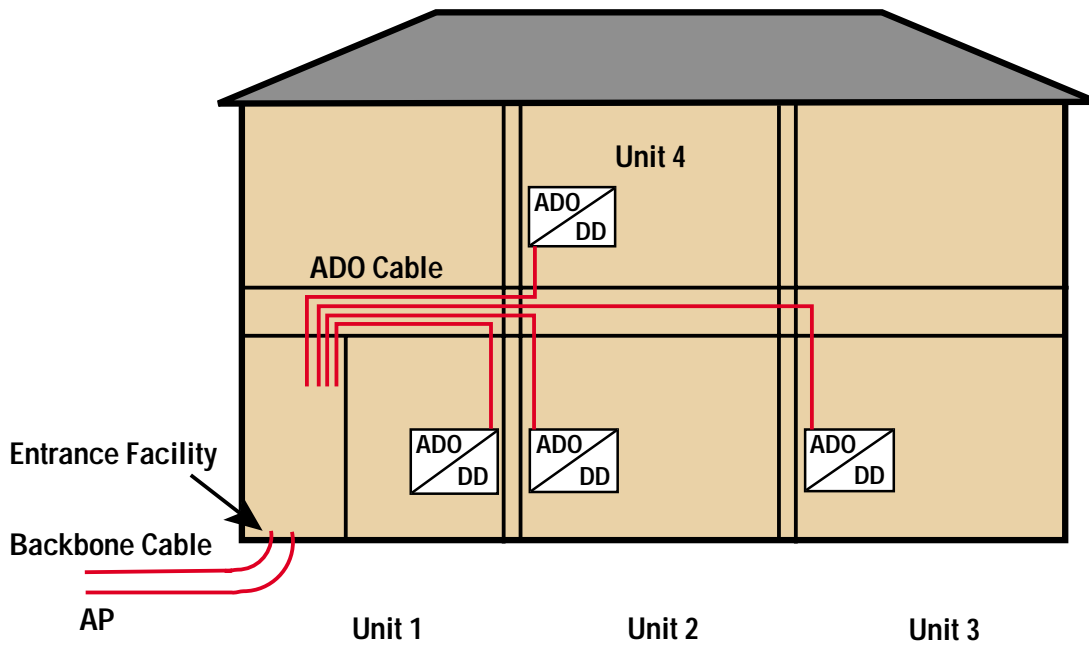 Unit 4
ADO
DD
ADO Cable
ADO
DD
ADO
DD
ADO
DD
Entrance Facility
Backbone Cable
AP
Unit 1
Unit 2
Unit 3